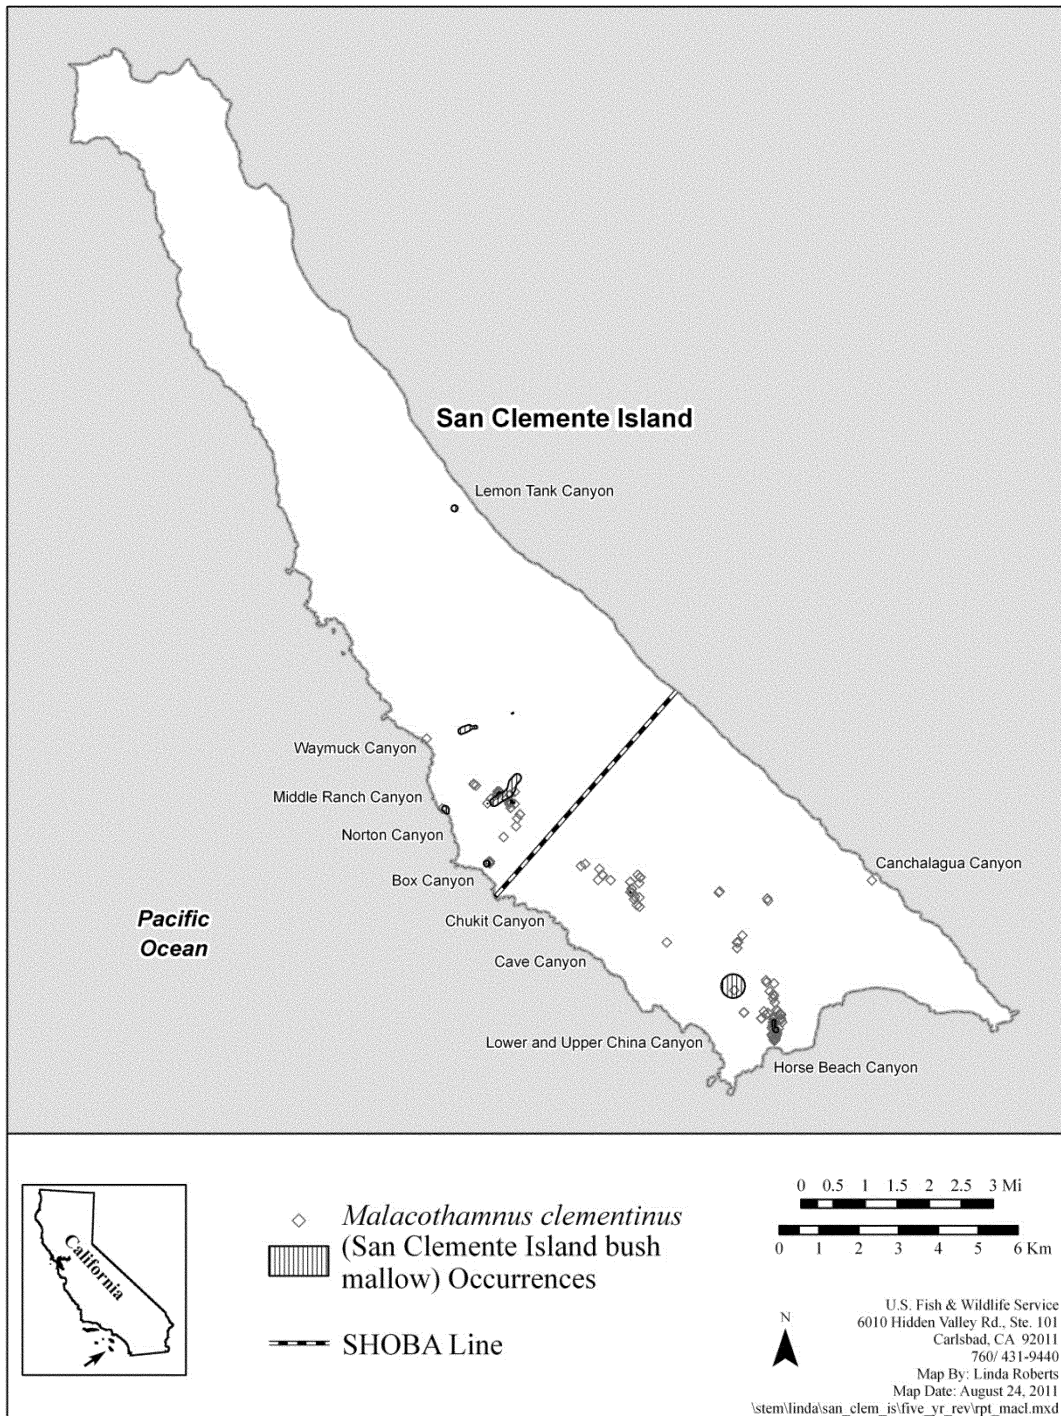 San Clemente Island
Lemon Tank Canyon
Waymuck Canyon
Middle Ranch Canyon
Norton Canyon
Box Canyon
Canchalagua Canyon
Chukit Canyon
Pacific
Ocean
Cave Canyon
Lower and Upper China Canyon
Horse Beach Canyon
California
Malacothamnus clementinus
(San Clemente Island bush
mallow) Occurrences
SHOBA Line
0 0.5 1 1.5 2 2.5 3 Mi
0 1 2 3 4 5 6 Km
N
U.S. Fish & Wildlife Service
6010 Hidden Valley Rd., Ste. 101
Carlsbad, CA 92011
760/ 431-9440
Map By: Linda Roberts
Map Date: August 24, 2011
\stem\linda\san_clem_is\five_yr_rev\rpt_macl.mxd